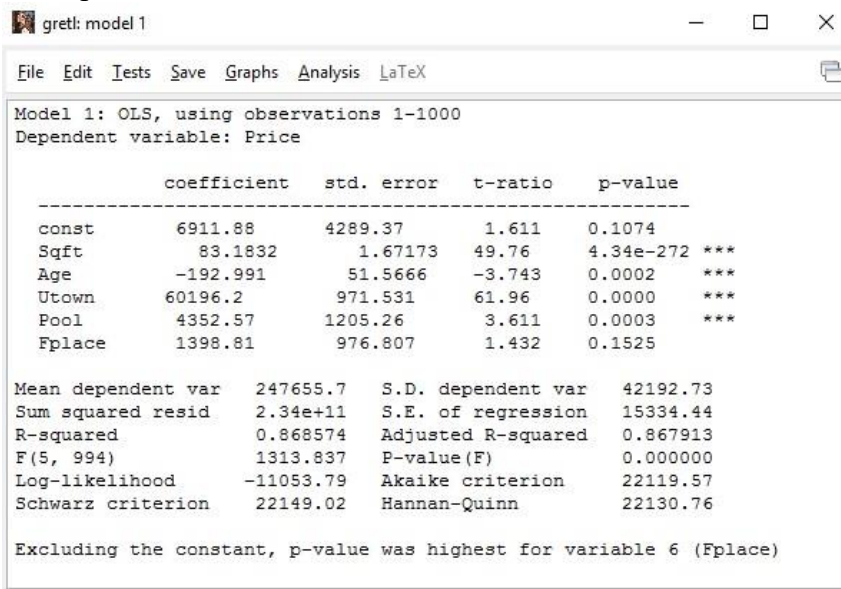 gretl: model 1
File Edit Tests Save Graphs Analysis LaTeX
Model 1: OLS, using observations 1-1000
Dependent variable: Price
coefficient std. error t-ratio p-value
const 6911.88 4289.37 1.611 0.1074
Sqft 83.1832 1.67173 49.76 4.34e-272 ***
Age -192.991 51.5666 -3.743 0.0002 ***
Utown 60196.2 971.531 61.96 0.0000 ***
Pool 4352.57 1205.26 3.611 0.0003 ***
Fplace 1398.81 976.807 1.432 0.1525
Mean dependent var 247655.7 S.D. dependent var 42192.73
Sum squared resid 2.34e+11 S.E. of regression 15334.44
R-squared 0.868574 Adjusted R-squared 0.867913
F(5, 994) 1313.837 P-value(F) 0.000000
Log-likelihood -11053.79 Akaike criterion 22119.57
Schwarz criterion 22149.02 Hannan-Quinn 22130.76
Excluding the constant, p-value was highest for variable 6 (Fplace)